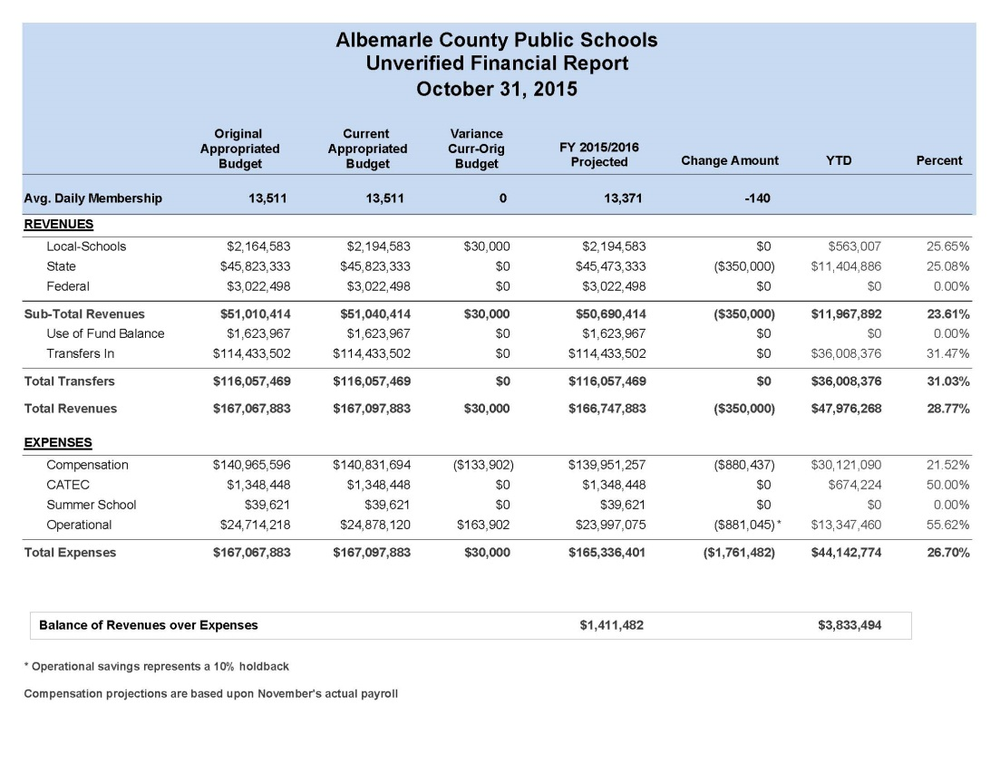 Albemarle County Public Schools
Unverified Financial Report
October 31, 2015
Original Appropriated Budget Current Appropriated Budget Variance Curr-Orig Budget FY 2015/2016 Projected Change Amount YTD Percent
Avg. Daily Membership 13,511 13,511 0 13,371 -140
REVENUES
Local-Schools $2,164,583 $2,194,583 $30,000 $2,194,583 $0 $563,007 25.65%
State $45,823,333 $45,823,333 $0 $45,473,333 ($350,000) $11,404,886 25.08%
Federal $3,022,498 $3,022,498 $0 $3,022,498 $0 $0 0.00%
Sub-Total Revenues $51,010,414 $51,040,414 $30,000 $50,690,414 ($350,000) $11,967,892 23.61%
Use of Fund Balance $1,623,967 $1,623,967 $0 $1,623,967 $0 $0 0.00%
Transfers In $114,433,502 $114,433,502 $0 $114,433,502 $0 $36,008,376 31.47%
Total Transfers $116,057,469 $116,057,469 $0 $116,057,469 $0 $36,008,376 31.03%
Total Revenues $167,067,883 $167,097,883 $30,000 $166,747,883 ($350,000) $47,976,268 28.77%
EXPENSES
Compensation $140,965,596 $140,831,694 ($133,902) $139,951,257 ($880,437) $30,121,090 21.52%
CATEC $1,348,448 $1,348,448 $0 $1,348,448 $0 $674,224 50.00%
Summer School $39,621 $39,621 $0 $39,621 $0 $0 0.00%
Operational $24,714,218 $24,878,120 $163,902 $23,997,075 ($881,045)* $13,347,460 55.62%
Total Expenses $167,067,883 $167,097,883 $30,000 $165,336,401 ($1,761,482) $44,142,774 26.70%
Balance of Revenues over Expenses $1,411,482 $3,833,494
* Operational savings represents a 10% holdback
Compensation projections are based upon November's actual payroll